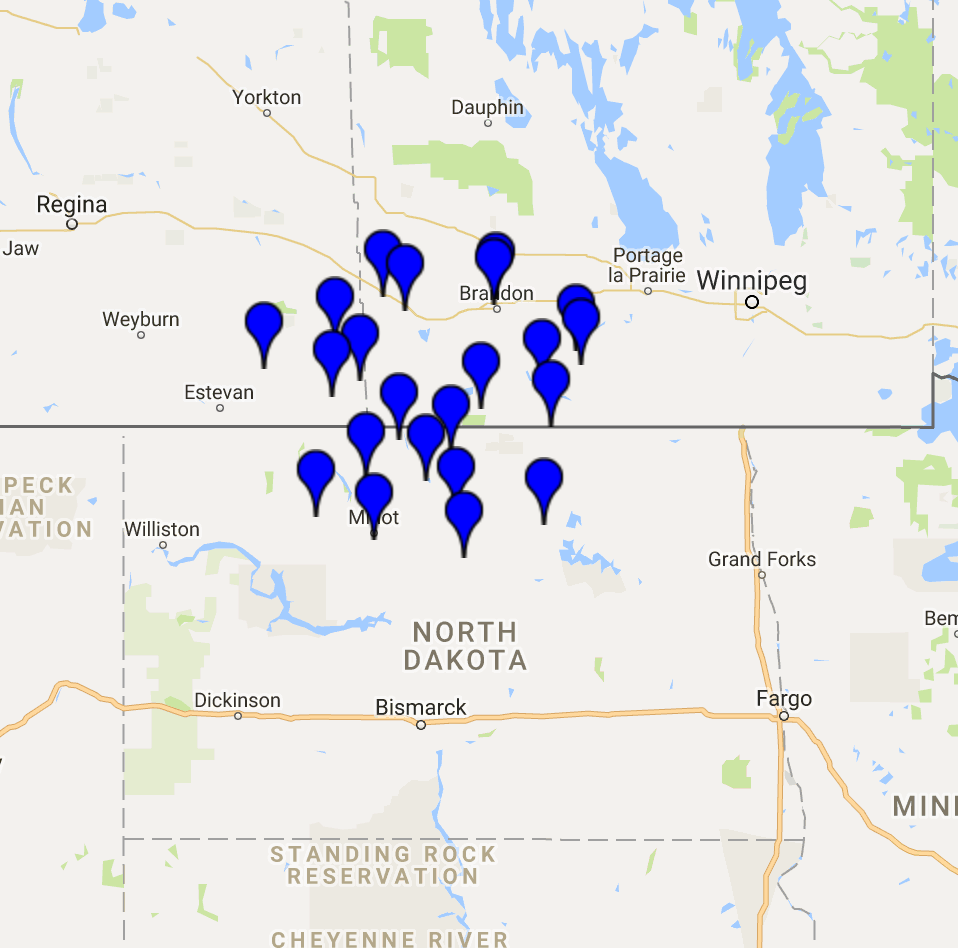 Yorkton
Dauphin
Regina
Jaw
Portage
la Prairie
Winnipeg
Brandon
Weyburn
Estevan
PECK
IAN
VATION
Williston
Minot
Grand Forks
Bem
NORTH
DAKOTA
Dickinson
Bismarck
Fargo
MINI
STANDING ROCK
RESERVATION
CHEYENNE RIVER